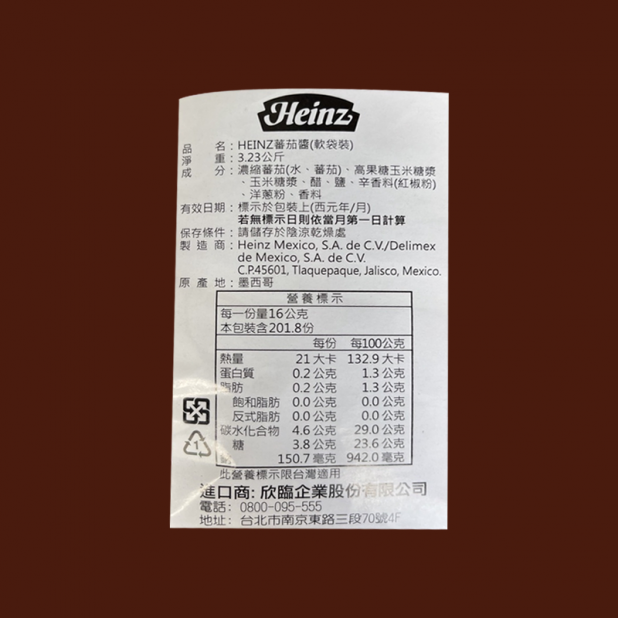 Heinz
品名：HEINZ蕃茄醬(軟袋裝)
淨重：3.23公斤
成分：濃縮蕃茄(水、蕃茄)、高果糖玉米糖漿
、玉米糖漿、醋、鹽、辛香料(紅椒粉)
、洋蔥粉、香料
有效日期：標示於包裝上(西元年/月)
若無標示日則依當月第一日計算
保存條件：請儲存於陰涼乾燥處
製造商：Heinz Mexico, S.A. de C.V./Delimex
de Mexico, S.A. de C.V.
C.P.45601, Tlaquepaque, Jalisco, Mexico.
原產地：墨西哥
營養標示
每一份量16公克
本包裝含201.8份
每份 每100公克
熱量 21大卡 132.9大卡
蛋白質 0.2公克 1.3公克
脂肪 0.2公克 1.3公克
飽和脂肪 0.0公克 0.0公克
反式脂肪 0.0公克 0.0公克
碳水化合物 4.6公克 29.0公克
糖 3.8公克 23.6公克
150.7毫克 942.0毫克
此營養標示限台灣適用
進口商: 欣臨企業股份有限公司
電話: 0800-095-555
地址: 台北市南京東路三段70號4F
1